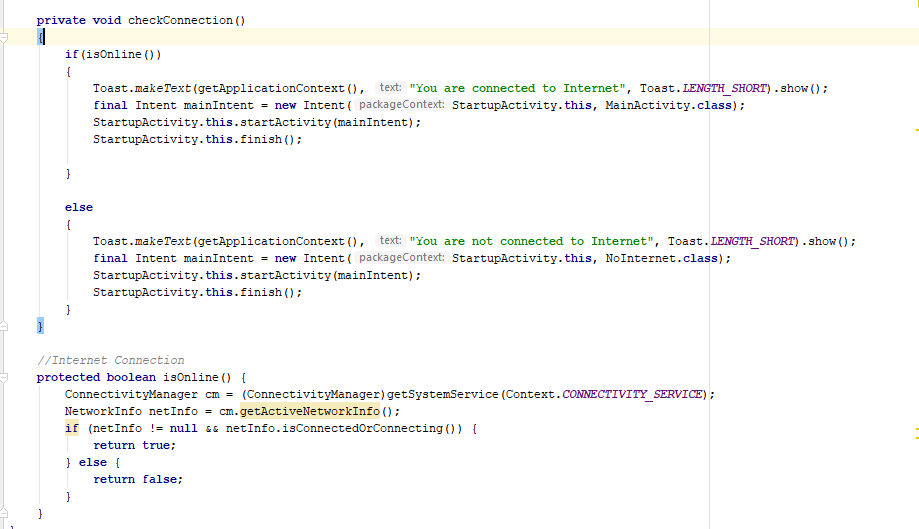 private void checkConnection()
{
if(isOnline())
{
Toast.makeText(getApplicationContext(), text: "You are connected to Internet", Toast.LENGTH_SHORT).show();
final Intent mainIntent = new Intent( packageContext: StartupActivity.this, MainActivity.class);
StartupActivity.this.startActivity(mainIntent);
StartupActivity.this.finish();
}
else
{
Toast.makeText(getApplicationContext(), text: "You are not connected to Internet", Toast.LENGTH_SHORT).show();
final Intent mainIntent = new Intent( packageContext: StartupActivity.this, NoInternet.class);
StartupActivity.this.startActivity(mainIntent);
StartupActivity.this.finish();
}
}
//Internet Connection
protected boolean isOnline() {
ConnectivityManager cm = (ConnectivityManager)getSystemService(Context.CONNECTIVITY_SERVICE);
NetworkInfo netInfo = cm.getActiveNetworkInfo();
if (netInfo != null && netInfo.isConnectedOrConnecting()) {
return true;
} else {
return false;
}
}